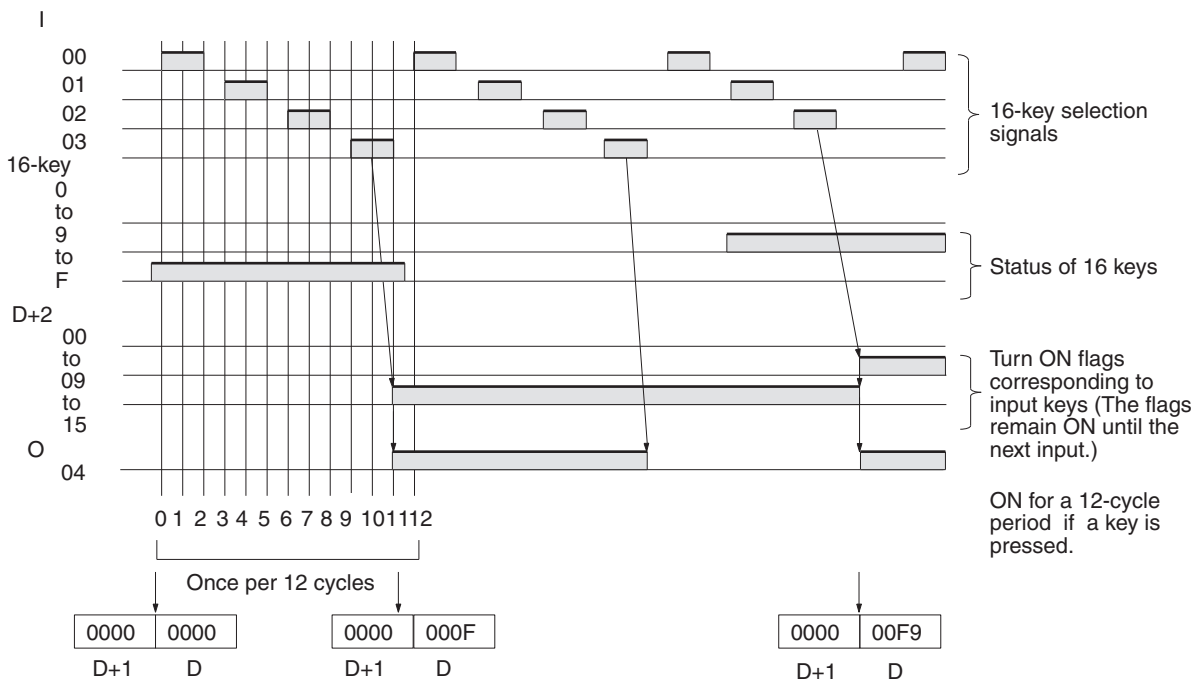 I
00
01
02
03
16-key
0
to
9
to
F
D+2
00
to
09
to
15
O
04
16-key selection
signals
Status of 16 keys
Turn ON flags
corresponding to
input keys (The flags
remain ON until the
next input.)
ON for a 12-cycle
period if a key is
pressed.
0 1 2 3 4 5 6 7 8 9 10 11 12
Once per 12 cycles
0000 0000
D+1 D
0000 000F
D+1 D
0000 00F9
D+1 D